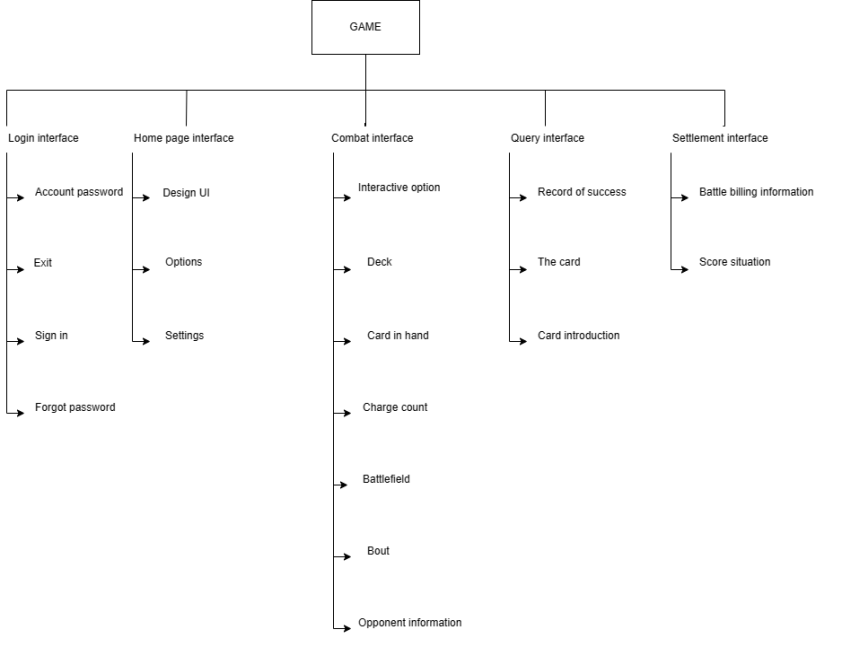 GAME
Login interface
Home page interface
Combat interface
Query interface
Settlement interface
Account password
Exit
Sign in
Forgot password
Design UI
Options
Settings
Interactive option
Deck
Card in hand
Charge count
Battlefield
Bout
Opponent information
Record of success
The card
Card introduction
Battle billing information
Score situation